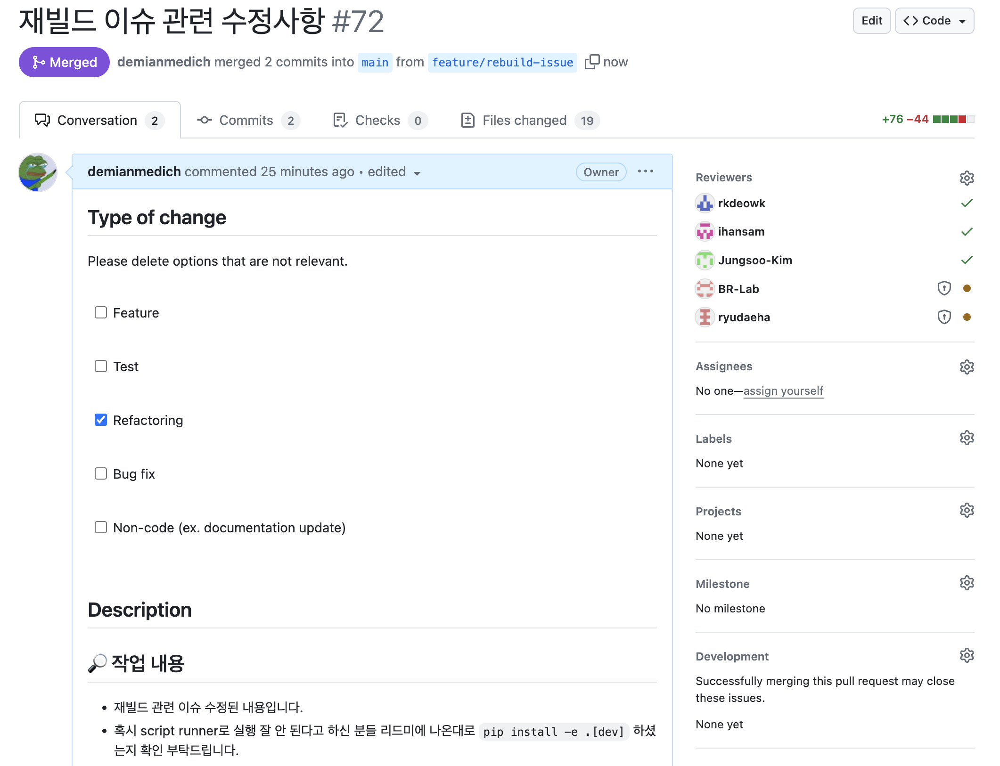 재빌드 이슈 관련 수정사항 #72
Edit
Code
Merged
demianmedich merged 2 commits into main from feature/rebuild-issue now
Conversation 2
Commits 2
Checks 0
Files changed 19
+76 −44
demianmedich commented 25 minutes ago • edited
Owner
Type of change
Please delete options that are not relevant.
Feature
Test
Refactoring
Bug fix
Non-code (ex. documentation update)
Description
🔎 작업 내용
• 재빌드 관련 이슈 수정된 내용입니다.
• 혹시 script runner로 실행 잘 안 된다고 하신 분들 리드미에 나온대로 pip install -e .[dev] 하셨
는지 확인 부탁드립니다.
Reviewers
rkdeowk
ihansam
Jungsoo-Kim
BR-Lab
ryudaeha
Assignees
No one—assign yourself
Labels
None yet
Projects
None yet
Milestone
No milestone
Development
Successfully merging this pull request may close
these issues.
None yet